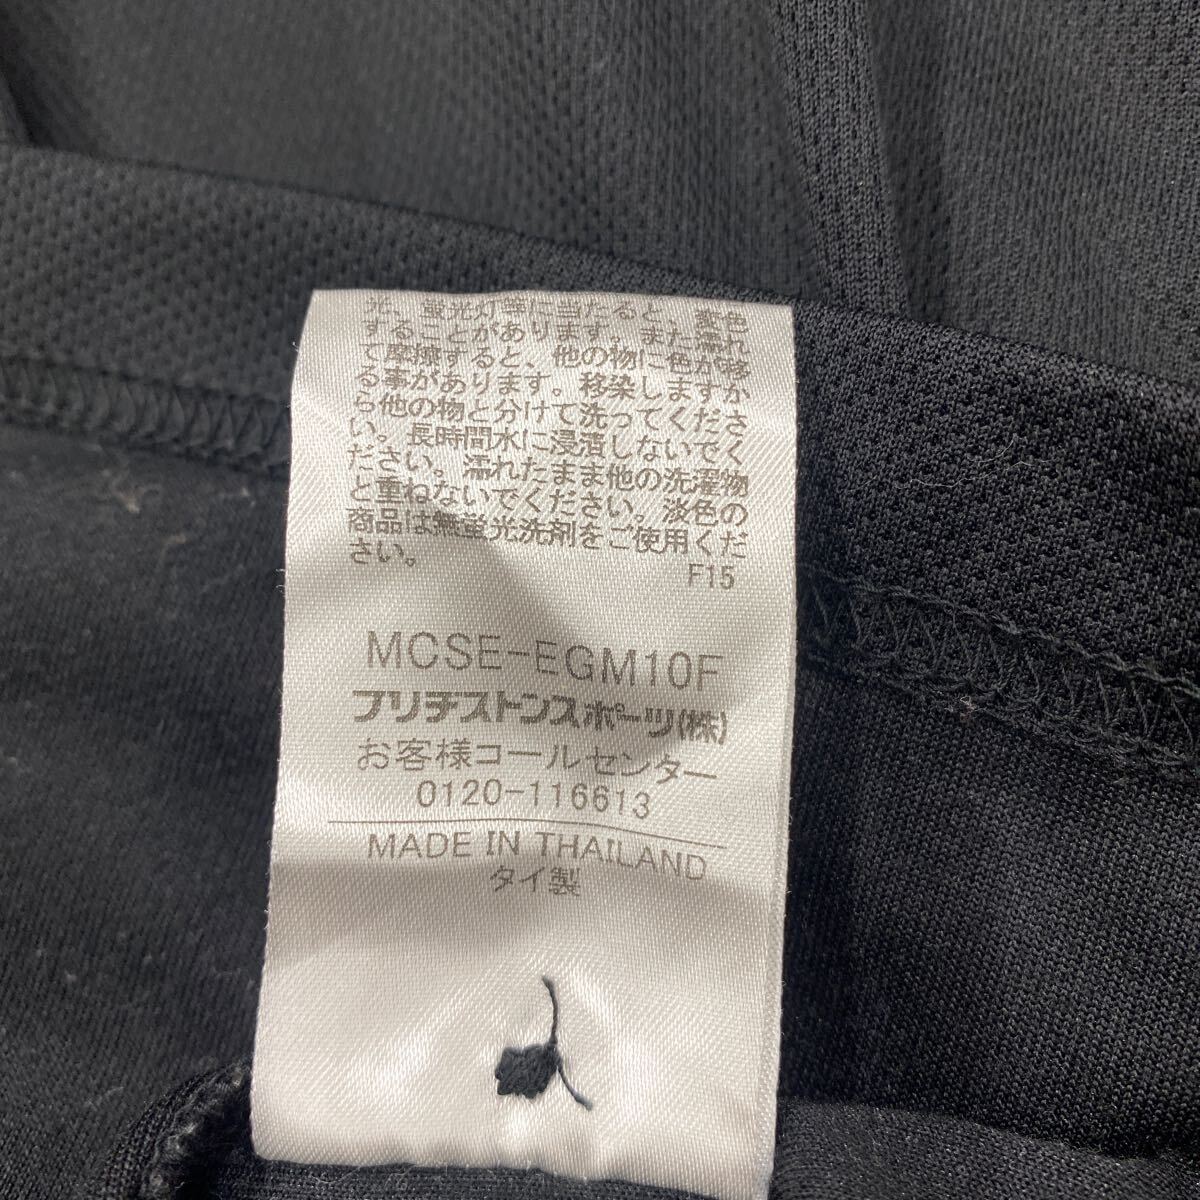 光、蛍光灯等に当たると、変色
することがあります。また濡れ
て摩擦すると、他の物に色が移
る事があります。移染しますか
ら他の物と分けて洗ってくださ
い。長時間水に浸漬しないでく
ださい。濡れたまま他の洗濯物
と重ねないでください。淡色の
商品は無蛍光洗剤をご使用くだ
さい。
F15
MCSE-EGM10F
ブリヂストンスポーツ(株)
お客様コールセンター
0120-116613
MADE IN THAILAND
タイ製